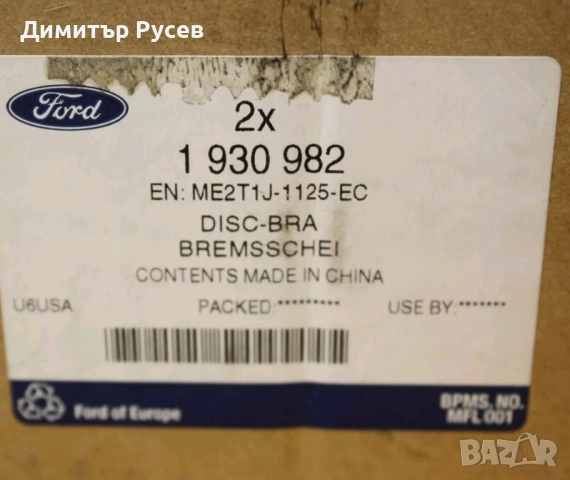 Димитър Русев
Ford
2x
1 930 982
EN: ME2T1J-1125-EC
DISC-BRA
BREMSSCHEI
CONTENTS MADE IN CHINA
U6USA PACKED:********* USE BY:*******
Ford of Europe
BPMS. NO.
MFL 001
BAZAR